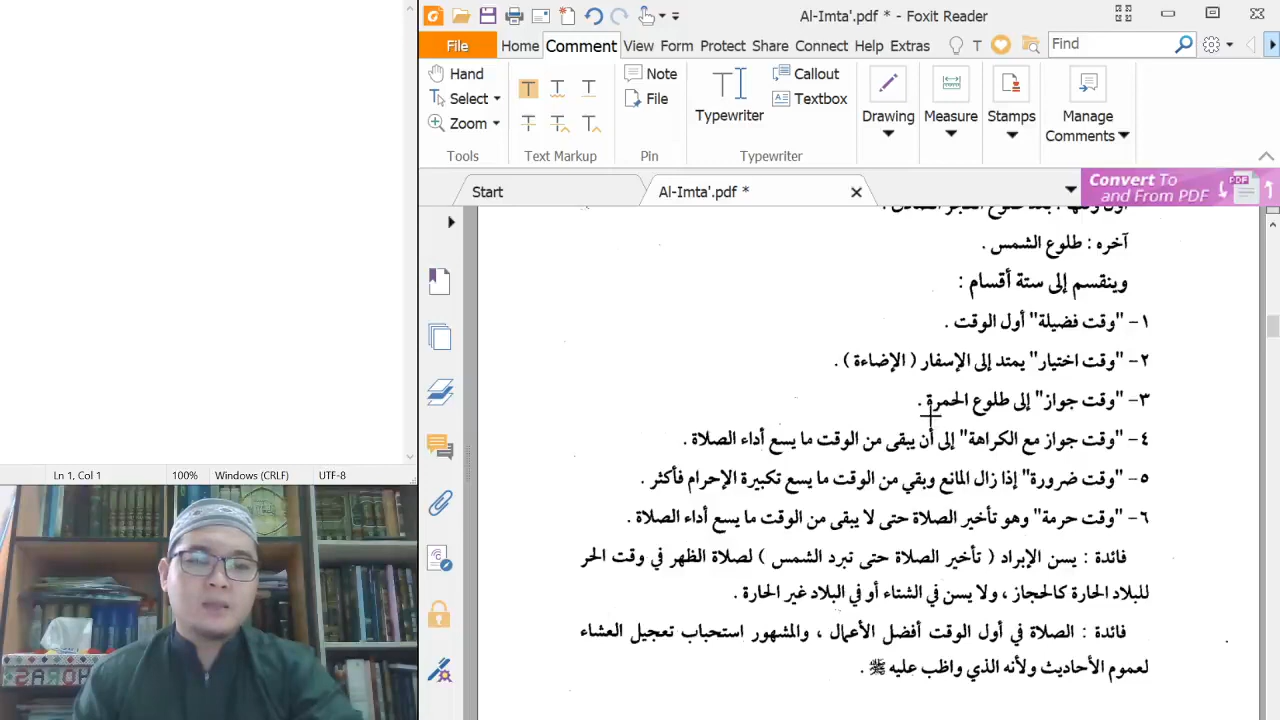 Al-Imta'.pdf * - Foxit Reader
File Home Comment View Form Protect Share Connect Help Extras
Find
Hand
Select
Zoom
Tools
Text Markup
Note
File
Pin
Typewriter
Callout
Textbox
Typewriter
Drawing
Measure
Stamps
Manage
Comments
Start
Al-Imta'.pdf *
Convert To
and From PDF
PDF
آخره : طلوع الشمس .
وينقسم إلى ستة أقسام :
١- "وقت فضيلة" أول الوقت .
٢- "وقت اختيار" يمتد إلى الإسفار ( الإضاءة ) .
٣- "وقت جواز" إلى طلوع الحمرة .
٤- "وقت جواز مع الكراهة" إلى أن يبقى من الوقت ما يسع أداء الصلاة .
٥- "وقت ضرورة" إذا زال المانع وبقي من الوقت ما يسع تكبيرة الإحرام فأكثر .
٦- "وقت حرمة" وهو تأخير الصلاة حتى لا يبقى من الوقت ما يسع أداء الصلاة .
فائدة : يسن الإبراد ( تأخير الصلاة حتى تبرد الشمس ) لصلاة الظهر في وقت الحر
للبلاد الحارة كالحجاز ، ولا يسن في الشتاء أو في البلاد غير الحارة .
فائدة : الصلاة في أول الوقت أفضل الأعمال ، والمشهور استحباب تعجيل العشاء
لعموم الأحاديث ولأنه الذي واظب عليه ﷺ .
Ln 1, Col 1
100%
Windows (CRLF)
UTF-8